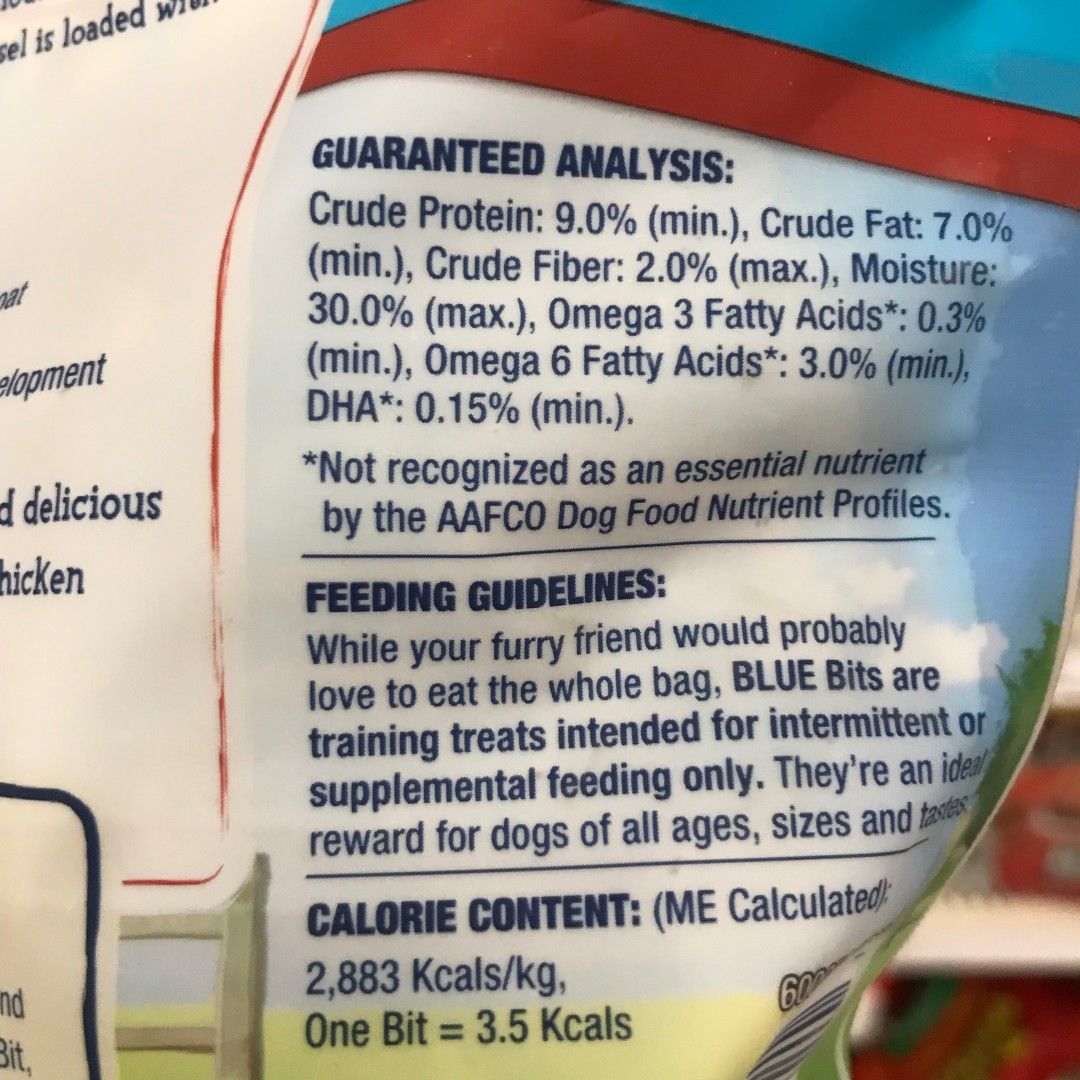 sel is loaded
oat
elopment
d delicious
hicken
nd
Bit,
GUARANTEED ANALYSIS:
Crude Protein: 9.0% (min.), Crude Fat: 7.0%
(min.), Crude Fiber: 2.0% (max.), Moisture:
30.0% (max.), Omega 3 Fatty Acids*: 0.3%
(min.), Omega 6 Fatty Acids*: 3.0% (min.),
DHA*: 0.15% (min.).
*Not recognized as an essential nutrient
by the AAFCO Dog Food Nutrient Profiles.
FEEDING GUIDELINES:
While your furry friend would probably
love to eat the whole bag, BLUE Bits are
training treats intended for intermittent or
supplemental feeding only. They're an ideal
reward for dogs of all ages, sizes and tastes.
CALORIE CONTENT: (ME Calculated):
2,883 Kcals/kg,
One Bit = 3.5 Kcals